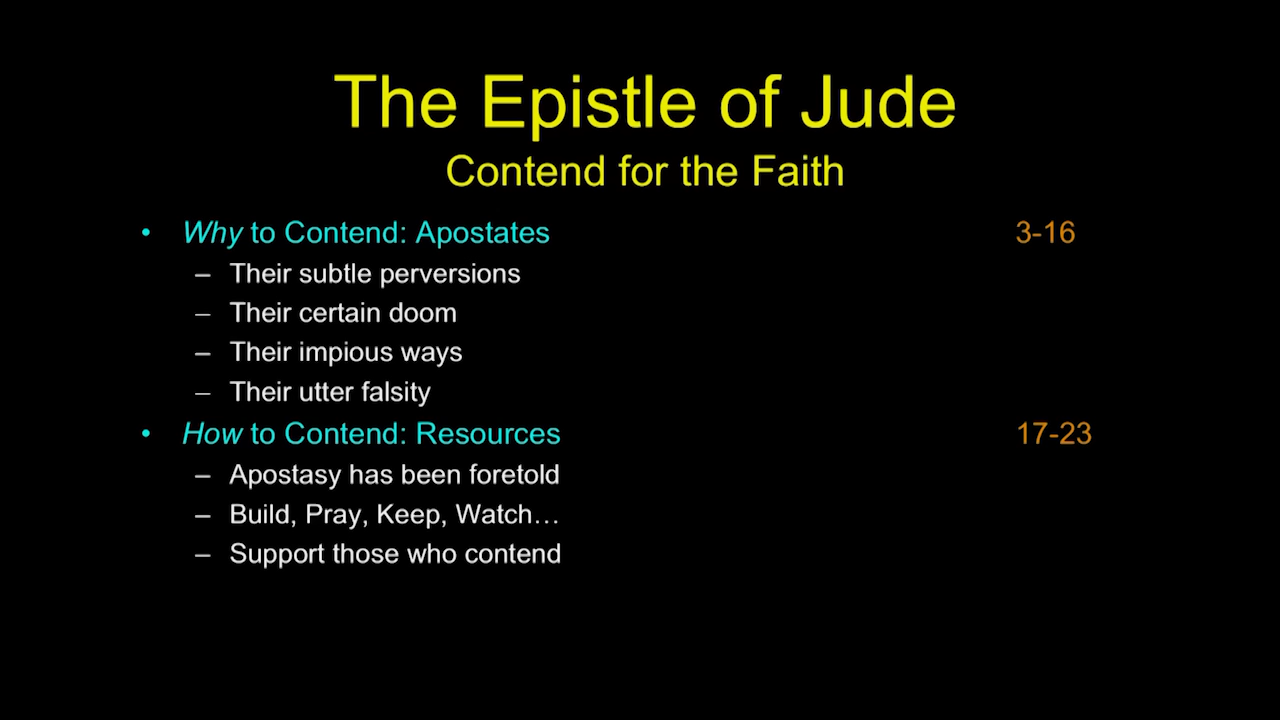 The Epistle of Jude
Contend for the Faith
• Why to Contend: Apostates 3-16
– Their subtle perversions
– Their certain doom
– Their impious ways
– Their utter falsity
• How to Contend: Resources 17-23
– Apostasy has been foretold
– Build, Pray, Keep, Watch…
– Support those who contend